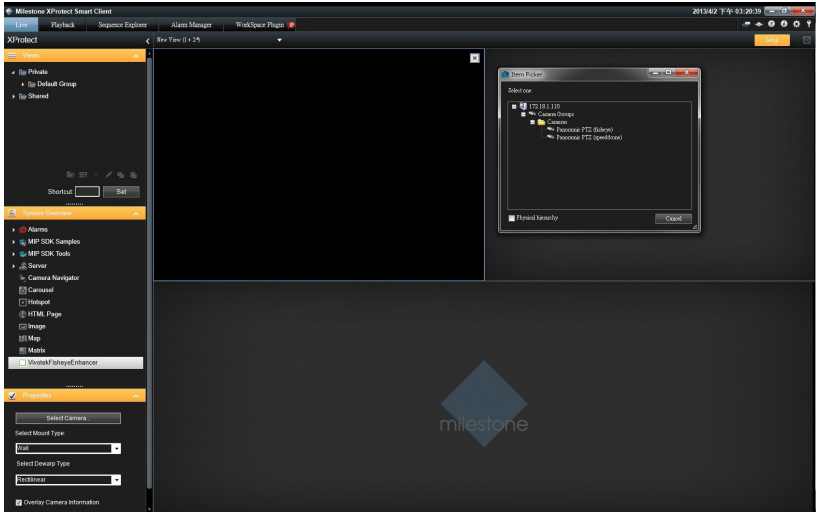 Milestone XProtect Smart Client
2013/4/2 下午 03:20:39
Live
Playback
Sequence Explorer
Alarm Manager
WorkSpace Plugin
XProtect
New View (1 + 2*)
Setup
Views
Private
Default Group
Shared
Shortcut:
Set
System Overview
Alarms
MIP SDK Samples
MIP SDK Tools
Server
Camera Navigator
Carousel
Hotspot
HTML Page
Image
Map
Matrix
VivotekFisheyeEnhancer
Properties
Select Camera...
Select Mount Type:
Wall
Select Dewarp Type
Rectilinear
Overlay Camera Information
Item Picker
Select one:
172.18.1.110
Camera Groups
Cameras
Panoramic PTZ (fisheye)
Panoramic PTZ (speeddome)
Physical hierarchy
Cancel
milestone